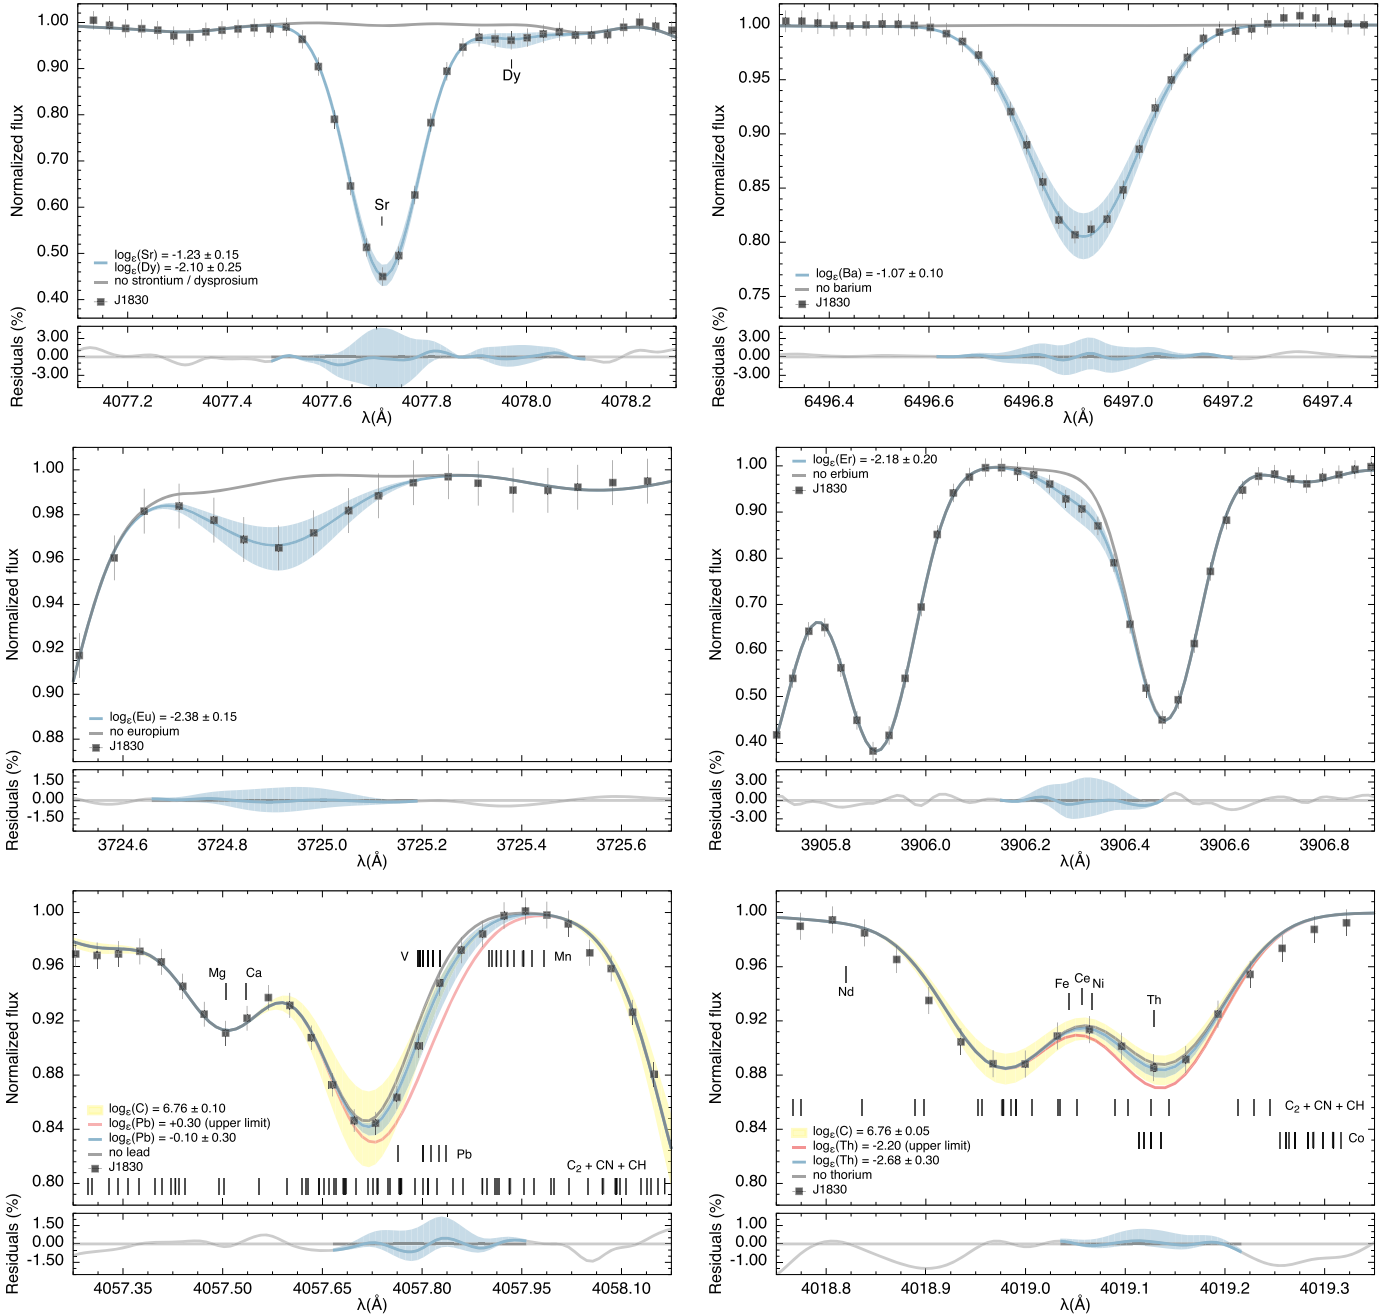 1.00
0.90
0.80
0.70
0.60
0.50
0.40
Normalized flux
Sr
Dy
logε(Sr) = -1.23 ± 0.15
logε(Dy) = -2.10 ± 0.25
no strontium / dysprosium
J1830
Residuals (%)
3.00
0.00
-3.00
4077.2 4077.4 4077.6 4077.8 4078.0 4078.2
λ(Å)
1.00
0.95
0.90
0.85
0.80
0.75
Normalized flux
logε(Ba) = -1.07 ± 0.10
no barium
J1830
Residuals (%)
3.00
0.00
-3.00
6496.4 6496.6 6496.8 6497.0 6497.2 6497.4
λ(Å)
1.00
0.98
0.96
0.94
0.92
0.90
0.88
Normalized flux
logε(Eu) = -2.38 ± 0.15
no europium
J1830
Residuals (%)
1.50
0.00
-1.50
3724.6 3724.8 3725.0 3725.2 3725.4 3725.6
λ(Å)
logε(Er) = -2.18 ± 0.20
no erbium
J1830
1.00
0.90
0.80
0.70
0.60
0.50
0.40
Normalized flux
Residuals (%)
3.00
0.00
-3.00
3905.8 3906.0 3906.2 3906.4 3906.6 3906.8
λ(Å)
1.00
0.96
0.92
0.88
0.84
0.80
Normalized flux
Mg Ca
V Mn
logε(C) = 6.76 ± 0.10
logε(Pb) = +0.30 (upper limit)
logε(Pb) = -0.10 ± 0.30
no lead
J1830
Pb
C2 + CN + CH
Residuals (%)
1.50
0.00
-1.50
4057.35 4057.50 4057.65 4057.80 4057.95 4058.10
λ(Å)
1.00
0.96
0.92
0.88
0.84
0.80
Normalized flux
Nd
Fe Ce Ni
Th
C2 + CN + CH
Co
logε(C) = 6.76 ± 0.05
logε(Th) = -2.20 (upper limit)
logε(Th) = -2.68 ± 0.30
no thorium
J1830
Residuals (%)
1.00
0.00
-1.00
4018.8 4018.9 4019.0 4019.1 4019.2 4019.3
λ(Å)